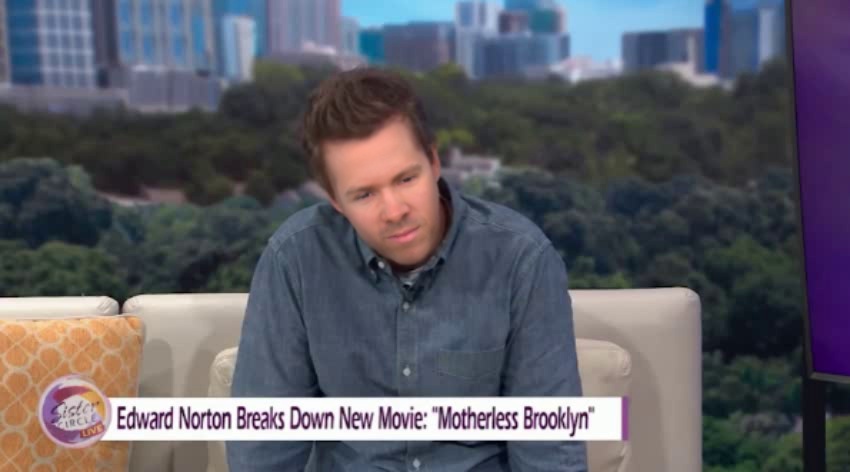 Sister
CIRCLE
LIVE
Edward Norton Breaks Down New Movie: "Motherless Brooklyn"